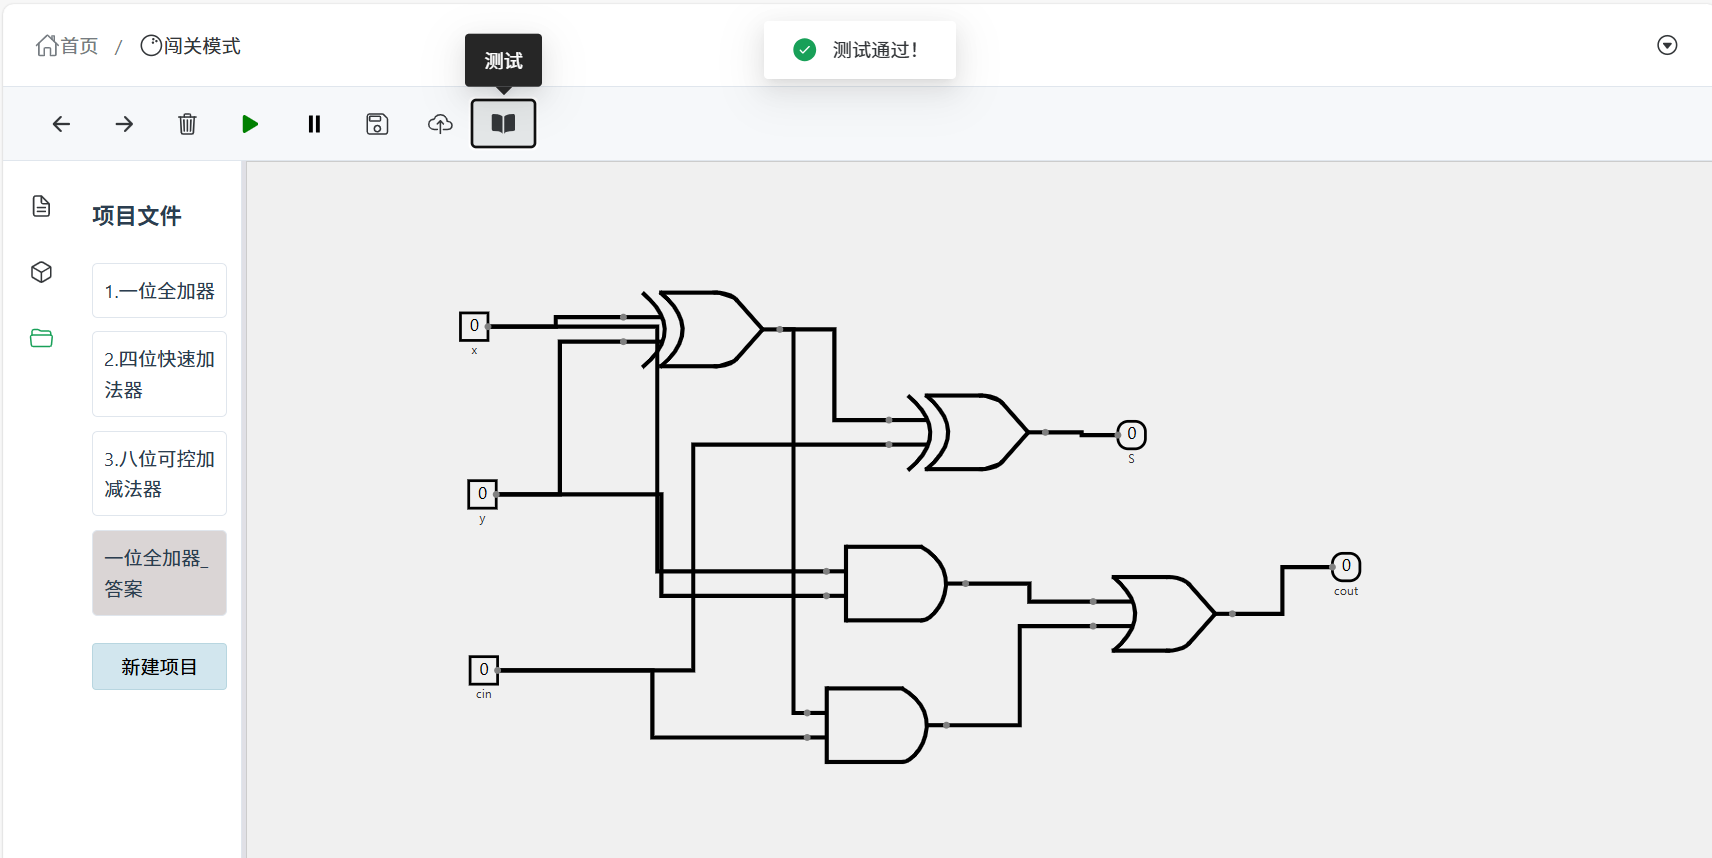 首页 / 闯关模式
测试
测试通过！
项目文件
1.一位全加器
2.四位快速加
法器
3.八位可控加
减法器
一位全加器_
答案
新建项目
0
x
0
y
0
cin
0
S
0
cout